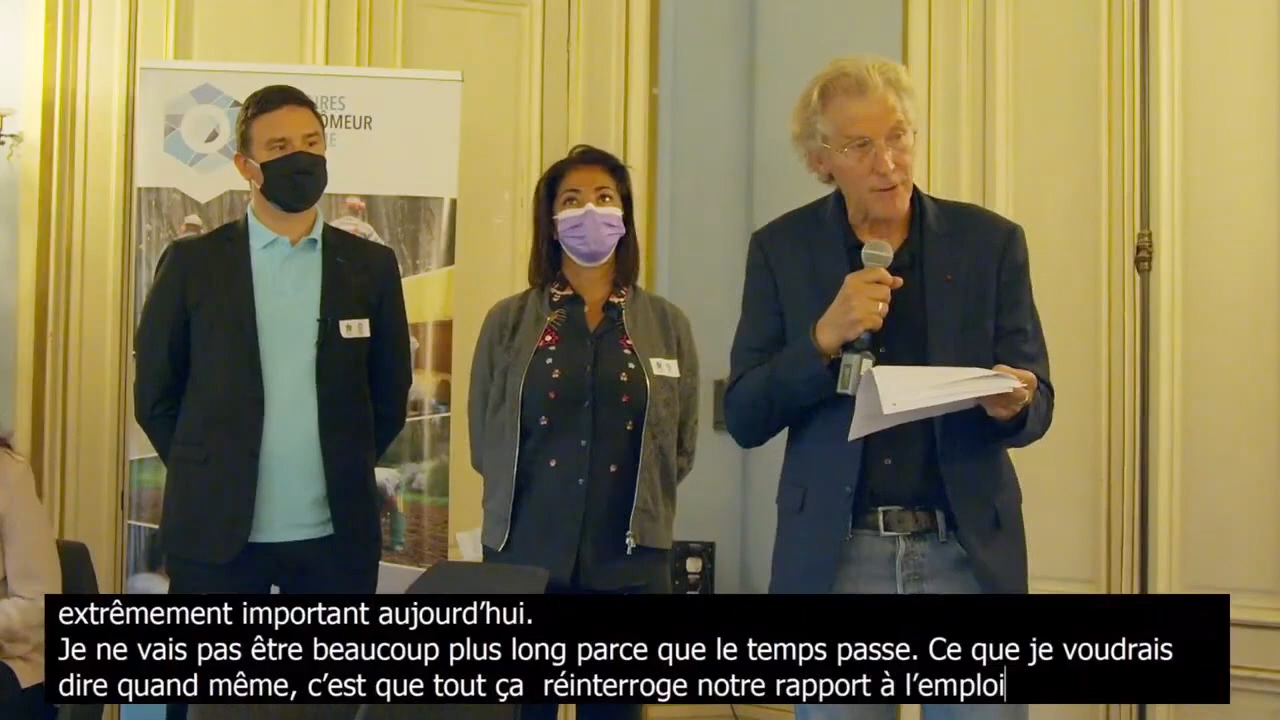 ÔMEUR
extrêmement important aujourd’hui.
Je ne vais pas être beaucoup plus long parce que le temps passe. Ce que je voudrais
dire quand même, c’est que tout ça  réinterroge notre rapport à l’emploi